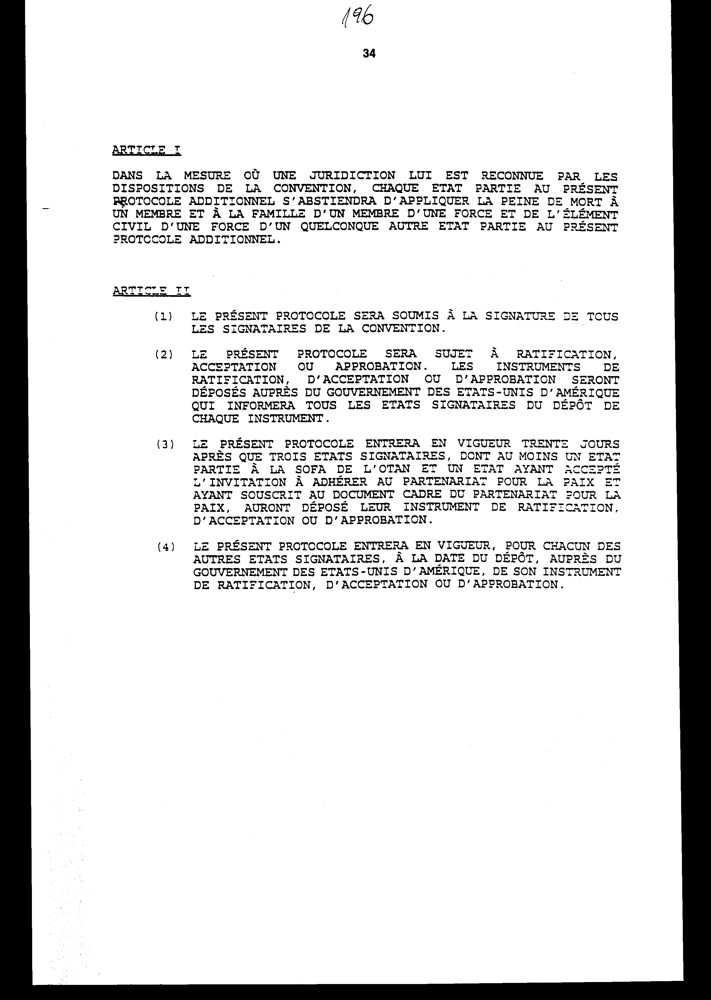 196
34
ARTICLE I
DANS LA MESURE OÙ UNE JURIDICTION LUI EST RECONNUE PAR LES
DISPOSITIONS DE LA CONVENTION, CHAQUE ETAT PARTIE AU PRÉSENT
PROTOCOLE ADDITIONNEL S'ABSTIENDRA D'APPLIQUER LA PEINE DE MORT À
UN MEMBRE ET À LA FAMILLE D'UN MEMBRE D'UNE FORCE ET DE L'ÉLÉMENT
CIVIL D'UNE FORCE D'UN QUELCONQUE AUTRE ETAT PARTIE AU PRÉSENT
PROTOCOLE ADDITIONNEL.
ARTICLE II
(1) LE PRÉSENT PROTOCOLE SERA SOUMIS À LA SIGNATURE DE TOUS
LES SIGNATAIRES DE LA CONVENTION.
(2) LE PRÉSENT PROTOCOLE SERA SUJET À RATIFICATION,
ACCEPTATION OU APPROBATION. LES INSTRUMENTS DE
RATIFICATION, D'ACCEPTATION OU D'APPROBATION SERONT
DÉPOSÉS AUPRÈS DU GOUVERNEMENT DES ETATS-UNIS D'AMÉRIQUE
QUI INFORMERA TOUS LES ETATS SIGNATAIRES DU DÉPÔT DE
CHAQUE INSTRUMENT.
(3) LE PRÉSENT PROTOCOLE ENTRERA EN VIGUEUR TRENTE JOURS
APRÈS QUE TROIS ETATS SIGNATAIRES, DONT AU MOINS UN ETAT
PARTIE À LA SOFA DE L'OTAN ET UN ETAT AYANT ACCEPTÉ
L'INVITATION À ADHÉRER AU PARTENARIAT POUR LA PAIX ET
AYANT SOUSCRIT AU DOCUMENT CADRE DU PARTENARIAT POUR LA
PAIX, AURONT DÉPOSÉ LEUR INSTRUMENT DE RATIFICATION,
D'ACCEPTATION OU D'APPROBATION.
(4) LE PRÉSENT PROTOCOLE ENTRERA EN VIGUEUR, POUR CHACUN DES
AUTRES ETATS SIGNATAIRES, À LA DATE DU DÉPÔT, AUPRÈS DU
GOUVERNEMENT DES ETATS-UNIS D'AMÉRIQUE, DE SON INSTRUMENT
DE RATIFICATION, D'ACCEPTATION OU D'APPROBATION.